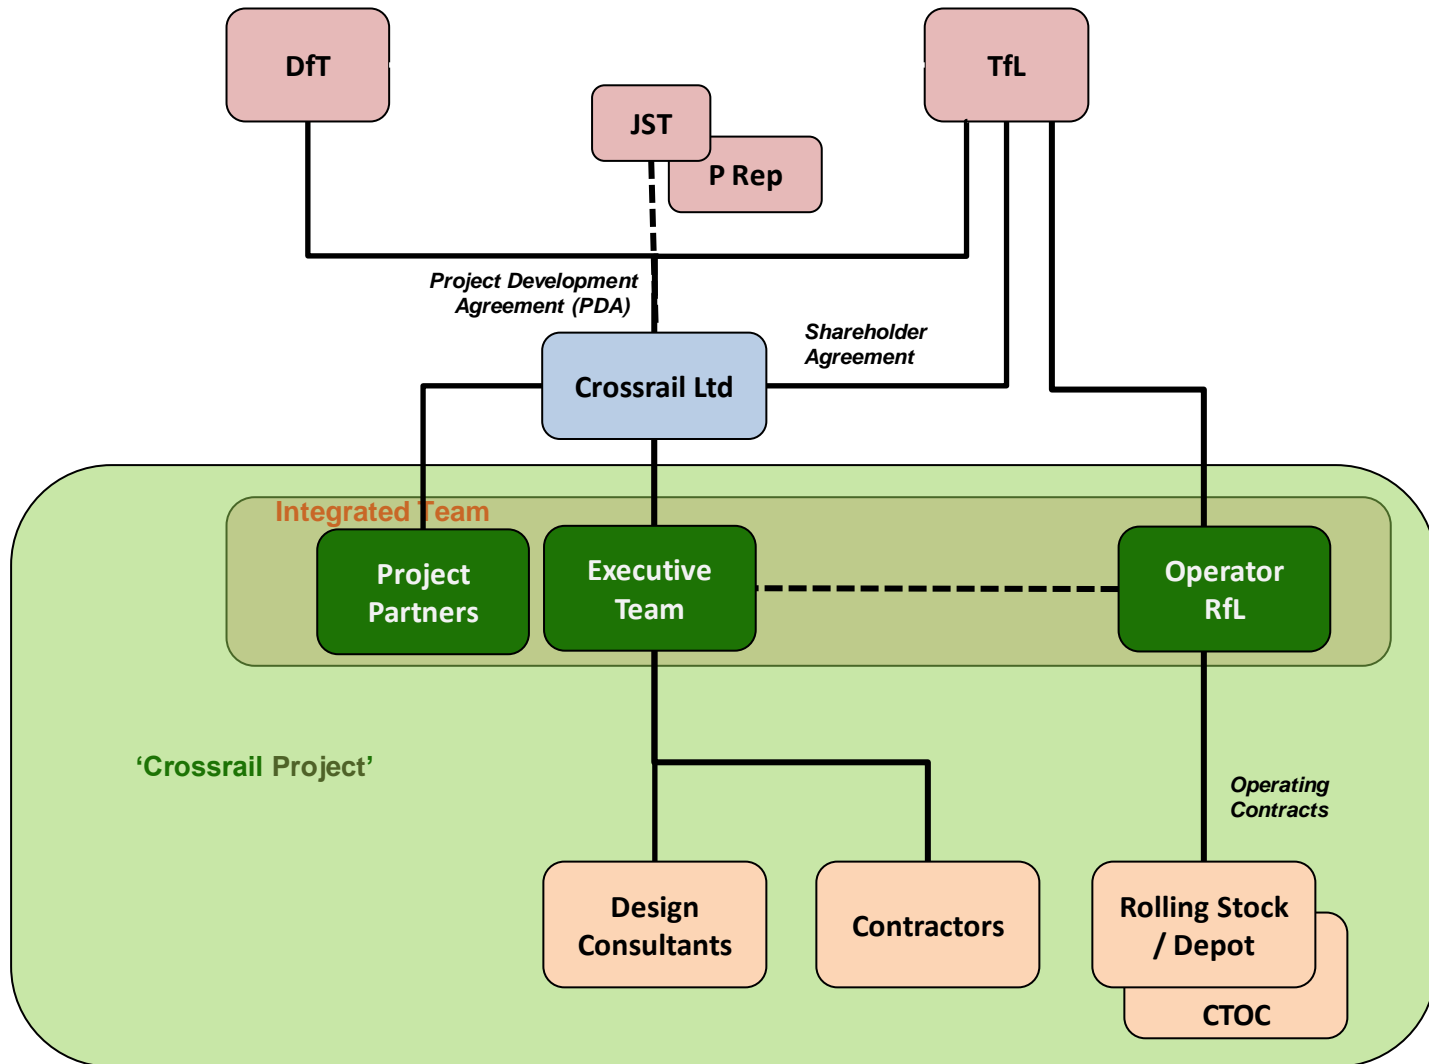 DfT
TfL
JST
P Rep
Project Development
Agreement (PDA)
Shareholder
Agreement
Crossrail Ltd
Integrated Team
Project
Partners
Executive
Team
Operator
RfL
‘Crossrail Project’
Operating
Contracts
Design
Consultants
Contractors
Rolling Stock
/ Depot
CTOC